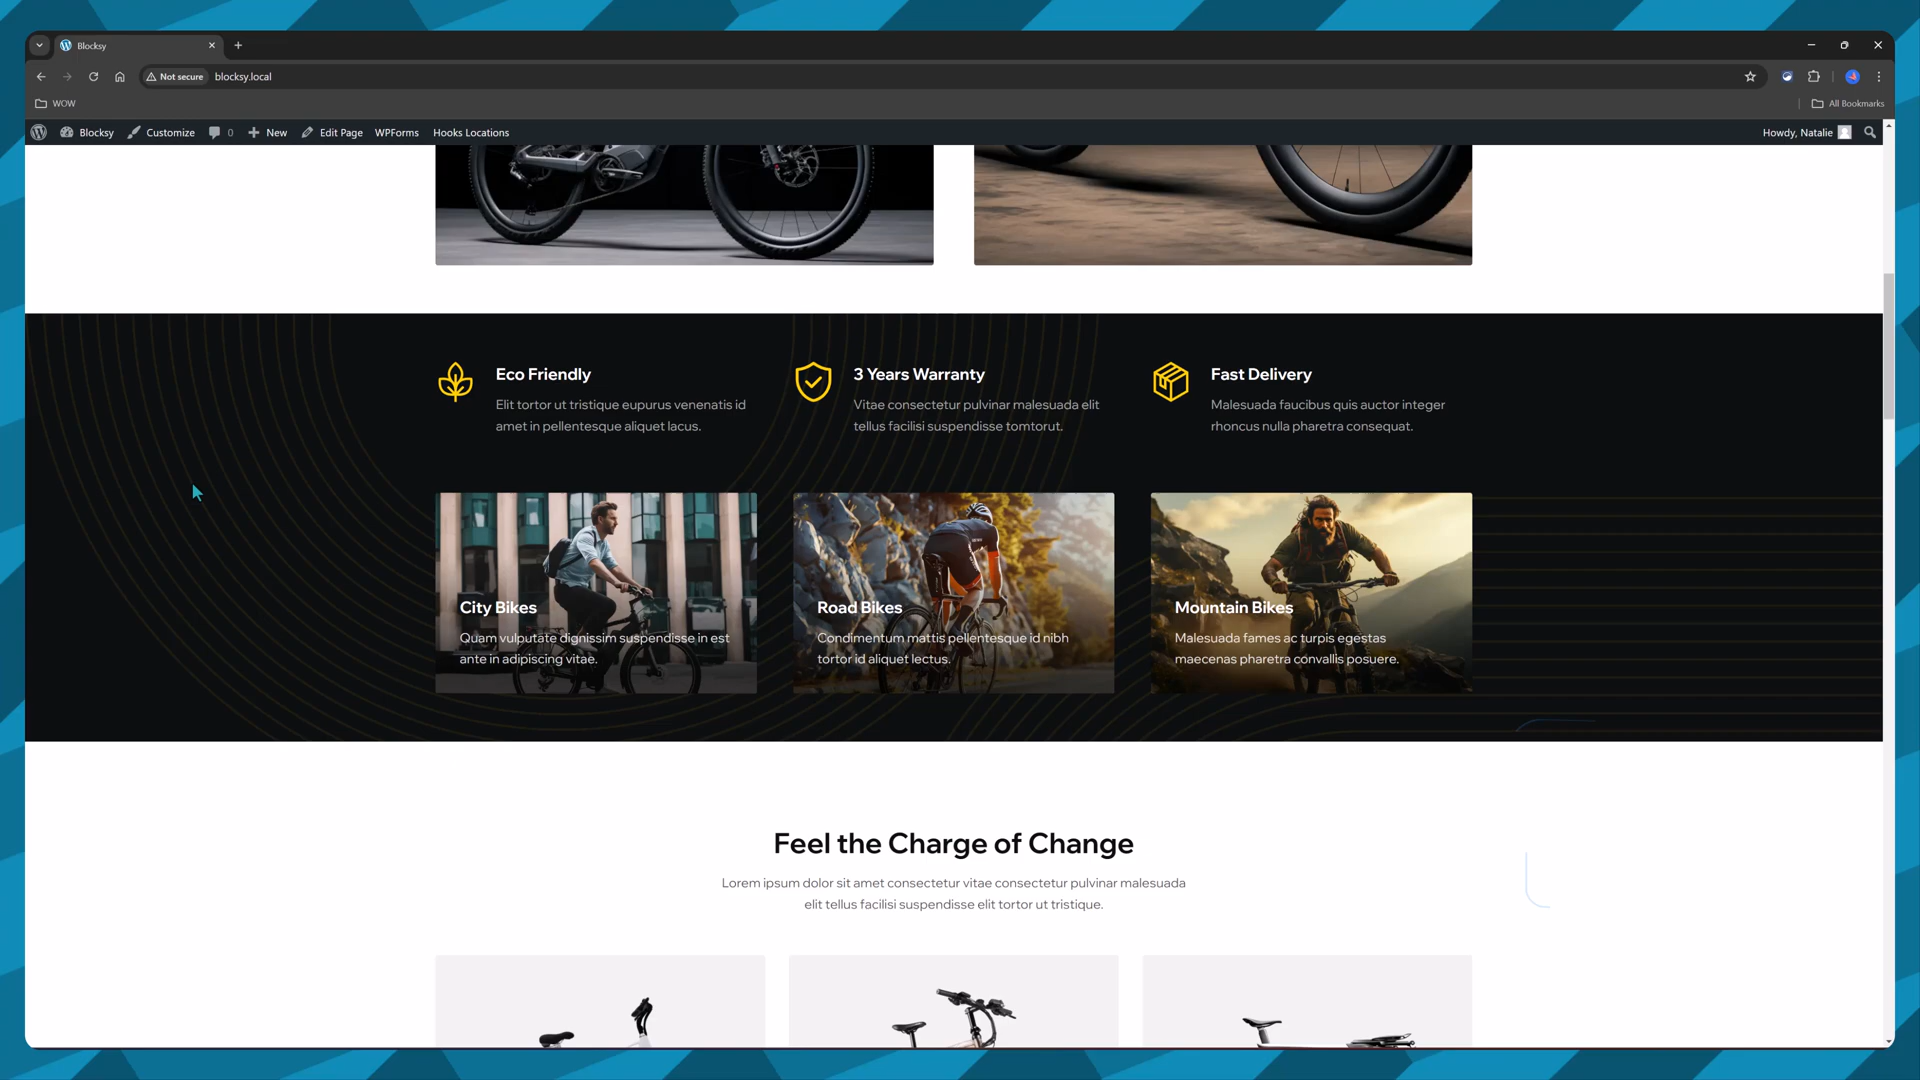 Blocksy
Not secure blocksy.local
WOW
All Bookmarks
Blocksy Customize 0 New Edit Page WPForms Hooks Locations Howdy, Natalie
Eco Friendly
Elit tortor ut tristique eupurus venenatis id
amet in pellentesque aliquet lacus.
3 Years Warranty
Vitae consectetur pulvinar malesuada elit
tellus facilisi suspendisse tomtorut.
Fast Delivery
Malesuada faucibus quis auctor integer
rhoncus nulla pharetra consequat.
City Bikes
Quam vulputate dignissim suspendisse in est
ante in adipiscing vitae.
Road Bikes
Condimentum mattis pellentesque id nibh
tortor id aliquet lectus.
Mountain Bikes
Malesuada fames ac turpis egestas
maecenas pharetra convallis posuere.
Feel the Charge of Change
Lorem ipsum dolor sit amet consectetur vitae consectetur pulvinar malesuada
elit tellus facilisi suspendisse elit tortor ut tristique.